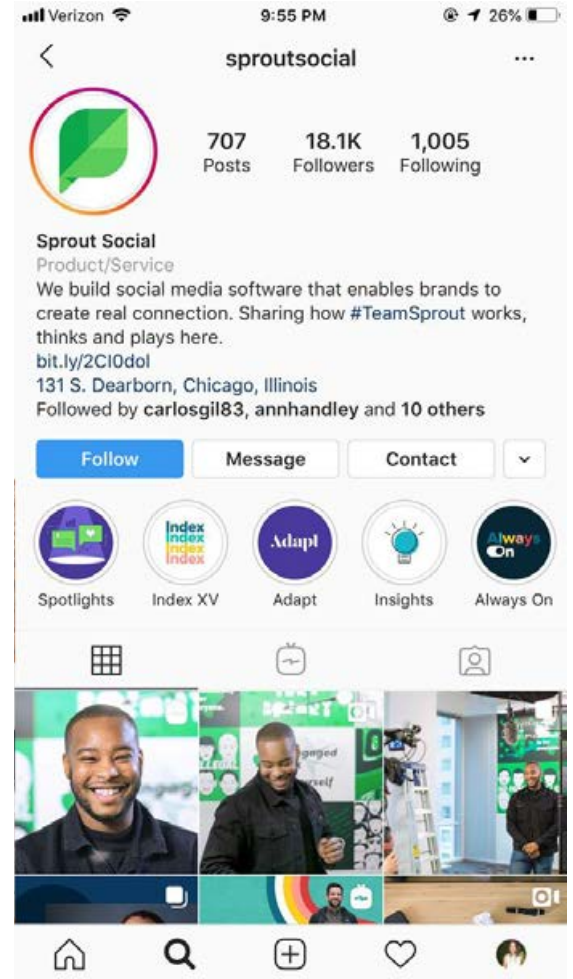 Verizon 9:55 PM 26%
sproutsocial
707 18.1K 1,005
Posts Followers Following
Sprout Social
Product/Service
We build social media software that enables brands to
create real connection. Sharing how #TeamSprout works,
thinks and plays here.
bit.ly/2CI0dol
131 S. Dearborn, Chicago, Illinois
Followed by carlosgil83, annhandley and 10 others
Follow Message Contact
Index
Index
Index
Index
Adapt
Always
On
Spotlights Index XV Adapt Insights Always On